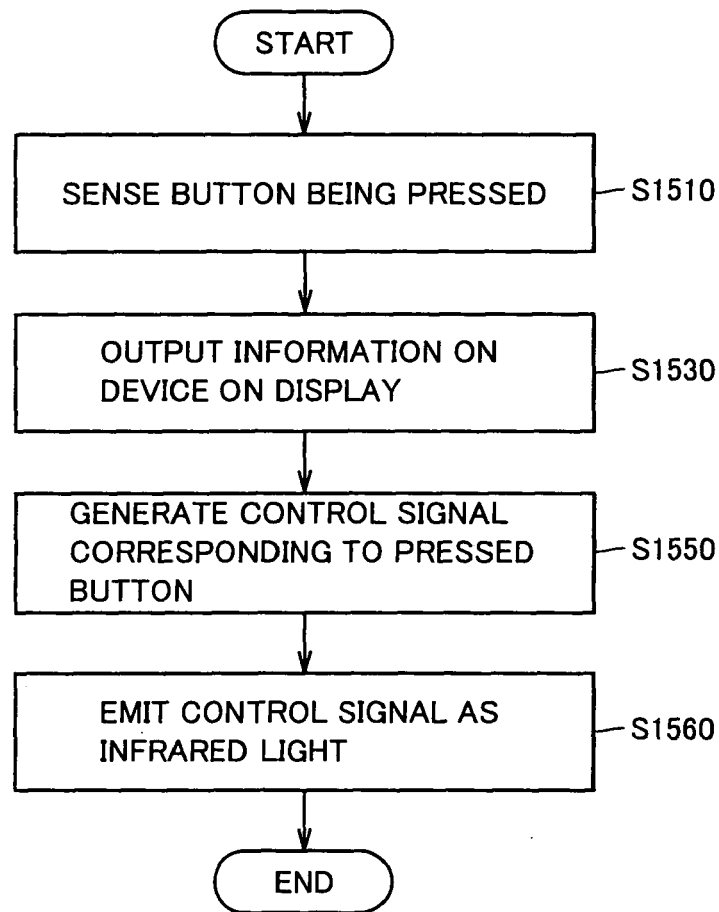 START
SENSE BUTTON BEING PRESSED
S1510
OUTPUT INFORMATION ON
DEVICE ON DISPLAY
S1530
GENERATE CONTROL SIGNAL
CORRESPONDING TO PRESSED
BUTTON
S1550
EMIT CONTROL SIGNAL AS
INFRARED LIGHT
S1560
END